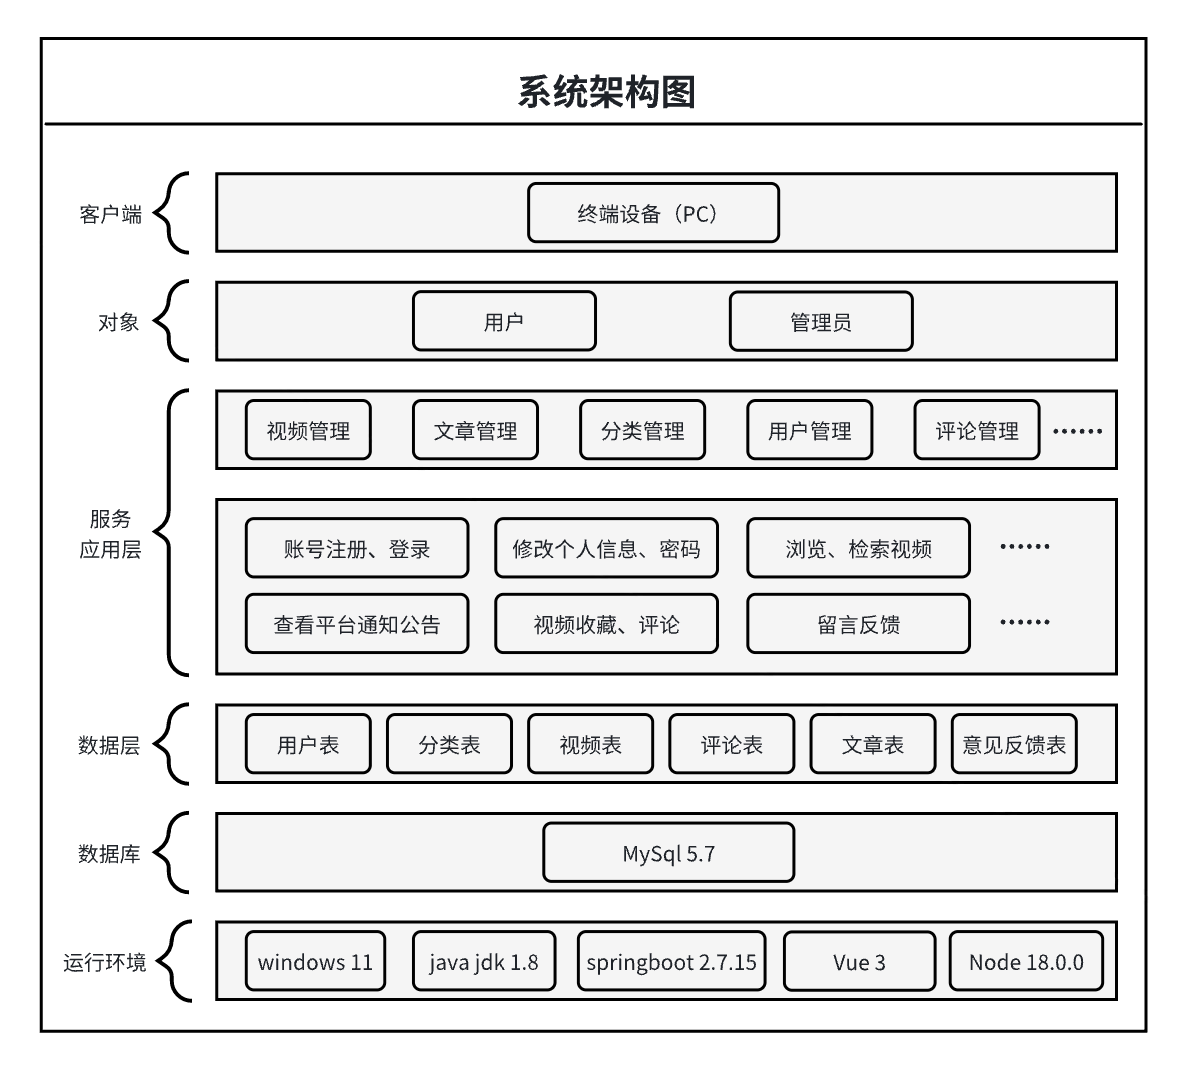 系统架构图
客户端
终端设备（PC）
对象
用户
管理员
视频管理
文章管理
分类管理
用户管理
评论管理
······
服务
应用层
账号注册、登录
修改个人信息、密码
浏览、检索视频
······
查看平台通知公告
视频收藏、评论
留言反馈
······
数据层
用户表
分类表
视频表
评论表
文章表
意见反馈表
数据库
MySql 5.7
运行环境
windows 11
java jdk 1.8
springboot 2.7.15
Vue 3
Node 18.0.0